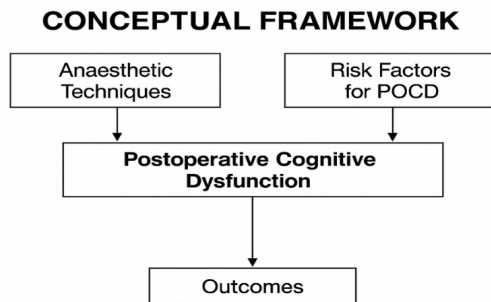 CONCEPTUAL FRAMEWORK
Anaesthetic
Techniques
Risk Factors
for POCD
Postoperative Cognitive
Dysfunction
Outcomes